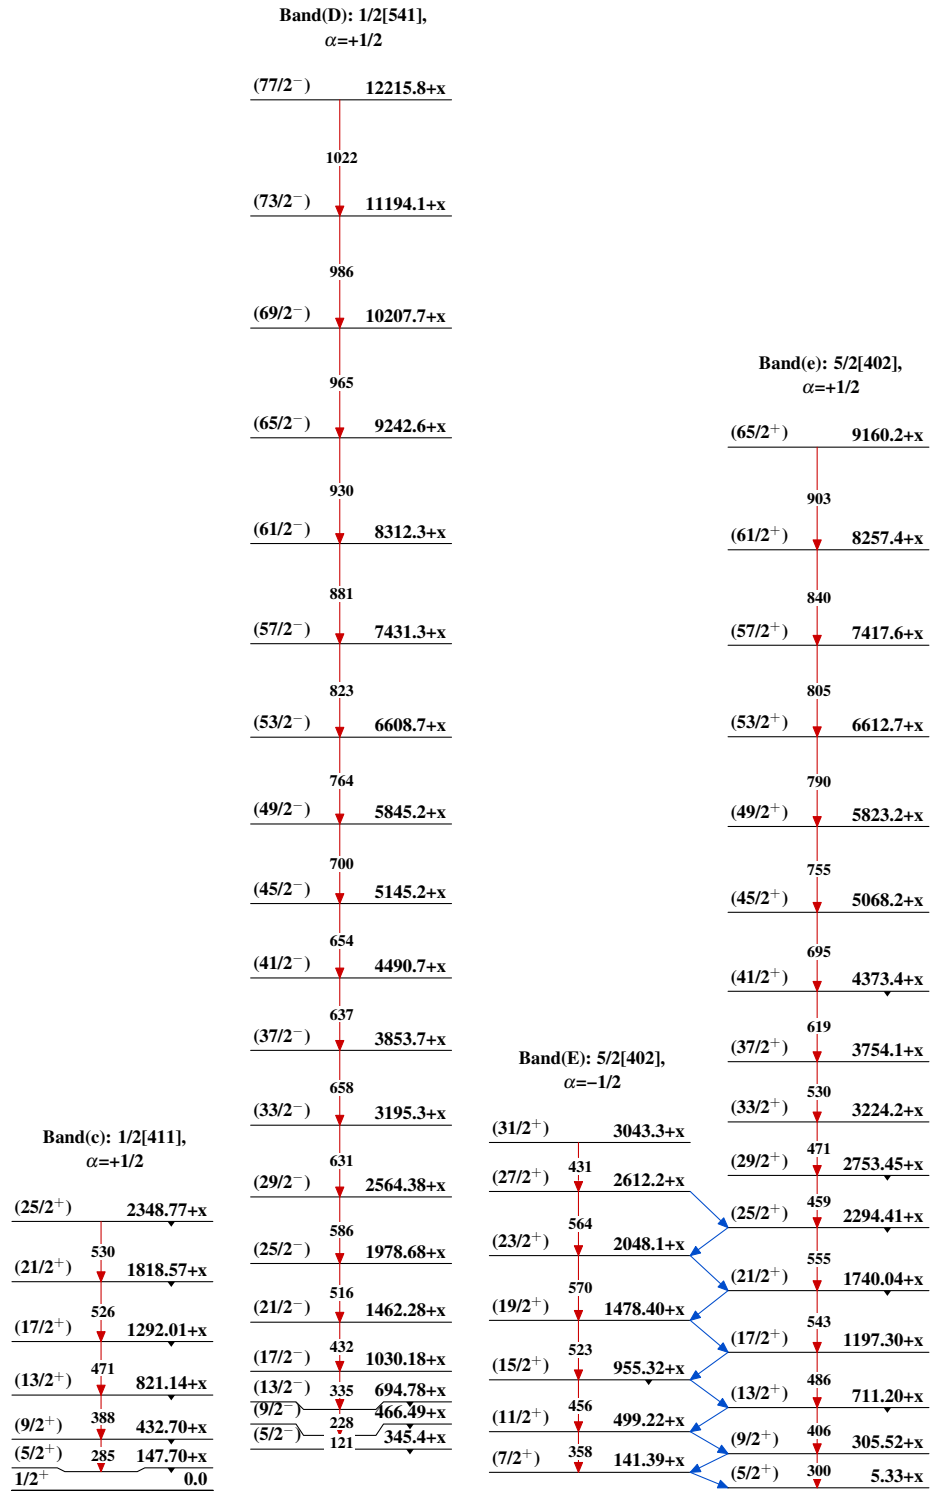 Band(D): 1/2[541],
α=+1/2
(77/2⁻) 12215.8+x
1022
(73/2⁻) 11194.1+x
986
(69/2⁻) 10207.7+x
965
(65/2⁻) 9242.6+x
930
(61/2⁻) 8312.3+x
881
(57/2⁻) 7431.3+x
823
(53/2⁻) 6608.7+x
764
(49/2⁻) 5845.2+x
700
(45/2⁻) 5145.2+x
654
(41/2⁻) 4490.7+x
637
(37/2⁻) 3853.7+x
658
(33/2⁻) 3195.3+x
631
(29/2⁻) 2564.38+x
586
(25/2⁻) 1978.68+x
516
(21/2⁻) 1462.28+x
432
(17/2⁻) 1030.18+x
335
(13/2⁻) 694.78+x
228
(9/2⁻) 466.49+x
121
(5/2⁻) 345.4+x
Band(e): 5/2[402],
α=+1/2
(65/2⁺) 9160.2+x
903
(61/2⁺) 8257.4+x
840
(57/2⁺) 7417.6+x
805
(53/2⁺) 6612.7+x
790
(49/2⁺) 5823.2+x
755
(45/2⁺) 5068.2+x
695
(41/2⁺) 4373.4+x
619
(37/2⁺) 3754.1+x
530
(33/2⁺) 3224.2+x
471
(29/2⁺) 2753.45+x
459
(25/2⁺) 2294.41+x
555
(21/2⁺) 1740.04+x
543
(17/2⁺) 1197.30+x
486
(13/2⁺) 711.20+x
406
(9/2⁺) 305.52+x
300
(5/2⁺) 5.33+x
Band(E): 5/2[402],
α=−1/2
(31/2⁺) 3043.3+x
431
(27/2⁺) 2612.2+x
564
(23/2⁺) 2048.1+x
570
(19/2⁺) 1478.40+x
523
(15/2⁺) 955.32+x
456
(11/2⁺) 499.22+x
358
(7/2⁺) 141.39+x
Band(c): 1/2[411],
α=+1/2
(25/2⁺) 2348.77+x
530
(21/2⁺) 1818.57+x
526
(17/2⁺) 1292.01+x
471
(13/2⁺) 821.14+x
388
(9/2⁺) 432.70+x
285
(5/2⁺) 147.70+x
1/2⁺ 0.0